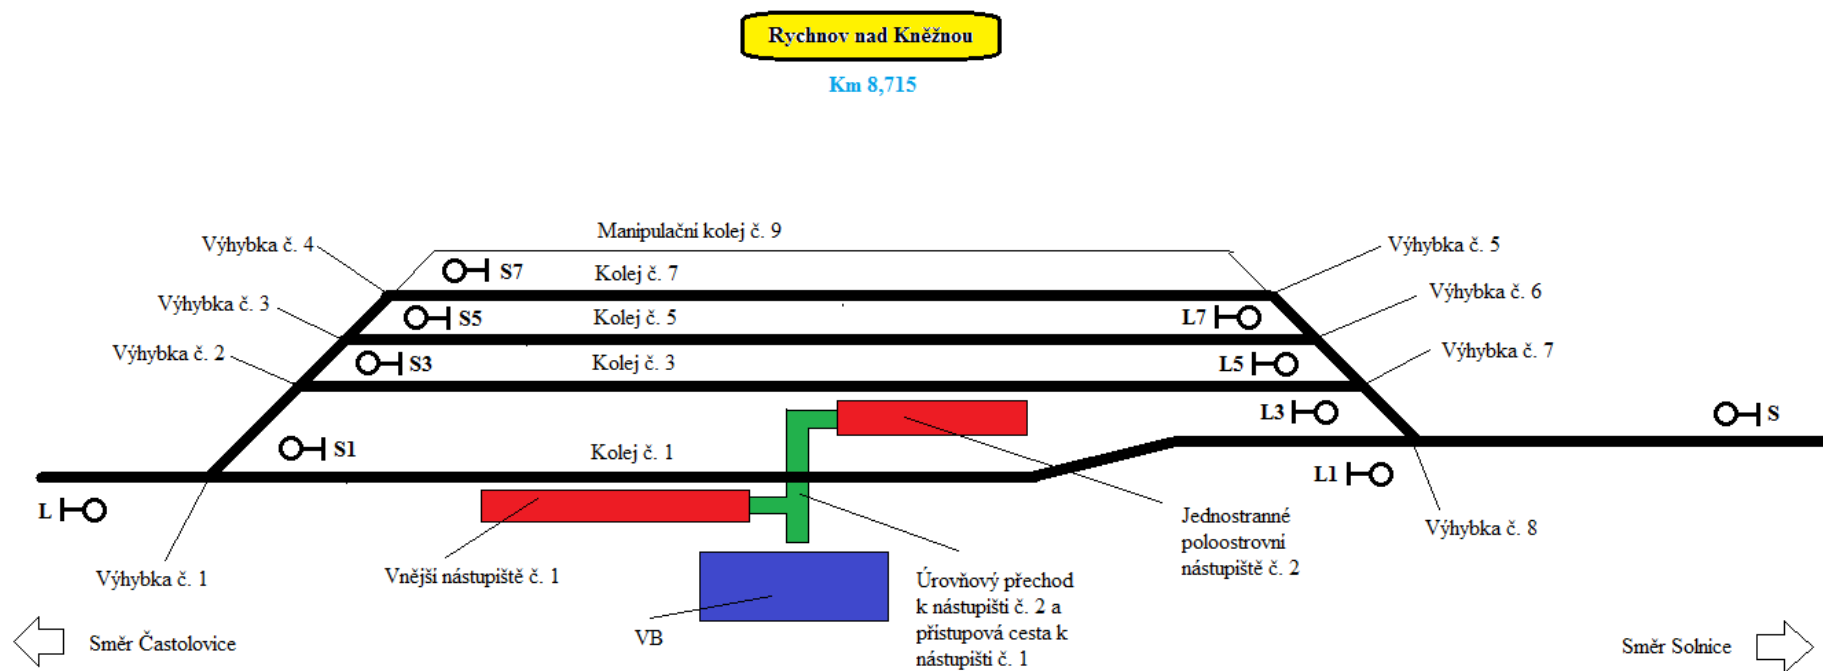 Rychnov nad Kněžnou
Km 8,715
Manipulační kolej č. 9
Výhybka č. 4
Výhybka č. 5
S7
Kolej č. 7
Výhybka č. 3
Výhybka č. 6
S5
Kolej č. 5
L7
Výhybka č. 2
Výhybka č. 7
S3
Kolej č. 3
L5
L3
S
S1
Kolej č. 1
L1
L
Výhybka č. 1
Vnější nástupiště č. 1
VB
Úrovňový přechod
k nástupišti č. 2 a
přístupová cesta k
nástupišti č. 1
Jednostranné
poloostrovní
nástupiště č. 2
Výhybka č. 8
Směr Častolovice
Směr Solnice